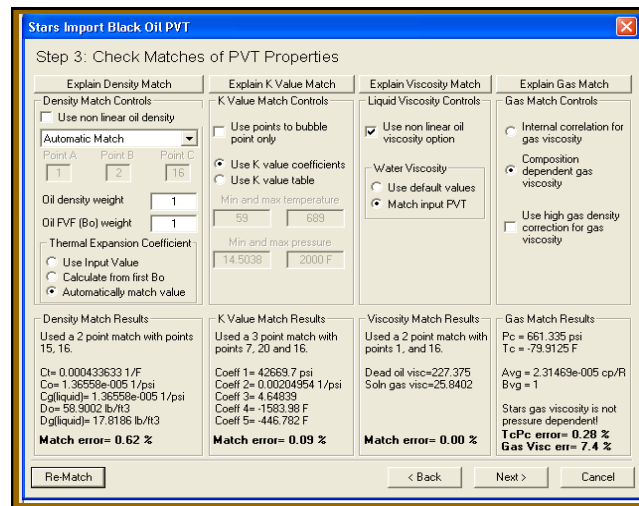 Stars Import Black Oil PVT
Step 3: Check Matches of PVT Properties
Explain Density Match
Density Match Controls
Use non linear oil density
Automatic Match
Point A Point B Point C
1 2 16
Oil density weight 1
Oil FVF (Bo) weight 1
Thermal Expansion Coefficient
Use Input Value
Calculate from first Bo
Automatically match value
Explain K Value Match
K Value Match Controls
Use points to bubble
point only
Use K value coefficients
Use K value table
Min and max temperature
59 689
Min and max pressure
14.5038 2000 F
Explain Viscosity Match
Liquid Viscosity Controls
Use non linear oil
viscosity option
Water Viscosity
Use default values
Match input PVT
Explain Gas Match
Gas Match Controls
Internal correlation for
gas viscosity
Composition
dependent gas
viscosity
Use high gas density
correction for gas
viscosity
Density Match Results
Used a 2 point match with points
15, 16.
Ct= 0.000433633 1/F
Co= 1.36558e-005 1/psi
Cg(liquid)= 1.36558e-005 1/psi
Do= 58.9002 lb/ft3
Dg(liquid)= 17.8186 lb/ft3
Match error= 0.62 %
K Value Match Results
Used a 3 point match with
points 7, 20 and 16.
Coeff 1= 42669.7 psi
Coeff 2= 0.00204954 1/psi
Coeff 3= 4.64839
Coeff 4= -1583.98 F
Coeff 5= -446.782 F
Match error= 0.09 %
Viscosity Match Results
Used a 2 point match with
points 1, and 16.
Dead oil visc=227.375
Soln gas visc=25.8402
Match error= 0.00 %
Gas Match Results
Pc = 661.335 psi
Tc = -79.9125 F
Avg = 2.31469e-005 cp/R
Bvg = 1
Stars gas viscosity is not
pressure dependent!
TcPc error= 0.28 %
Gas Visc err= 7.4 %
Re-Match
< Back
Next >
Cancel